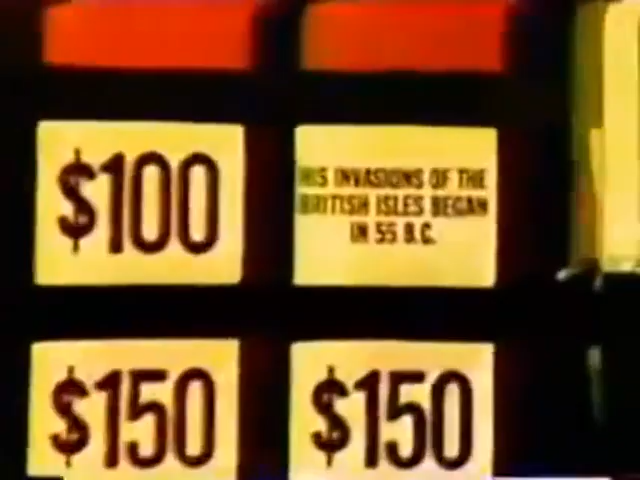 $100
HIS INVASIONS OF THE
BRITISH ISLES BEGAN
IN 55 B.C.
$150
$150